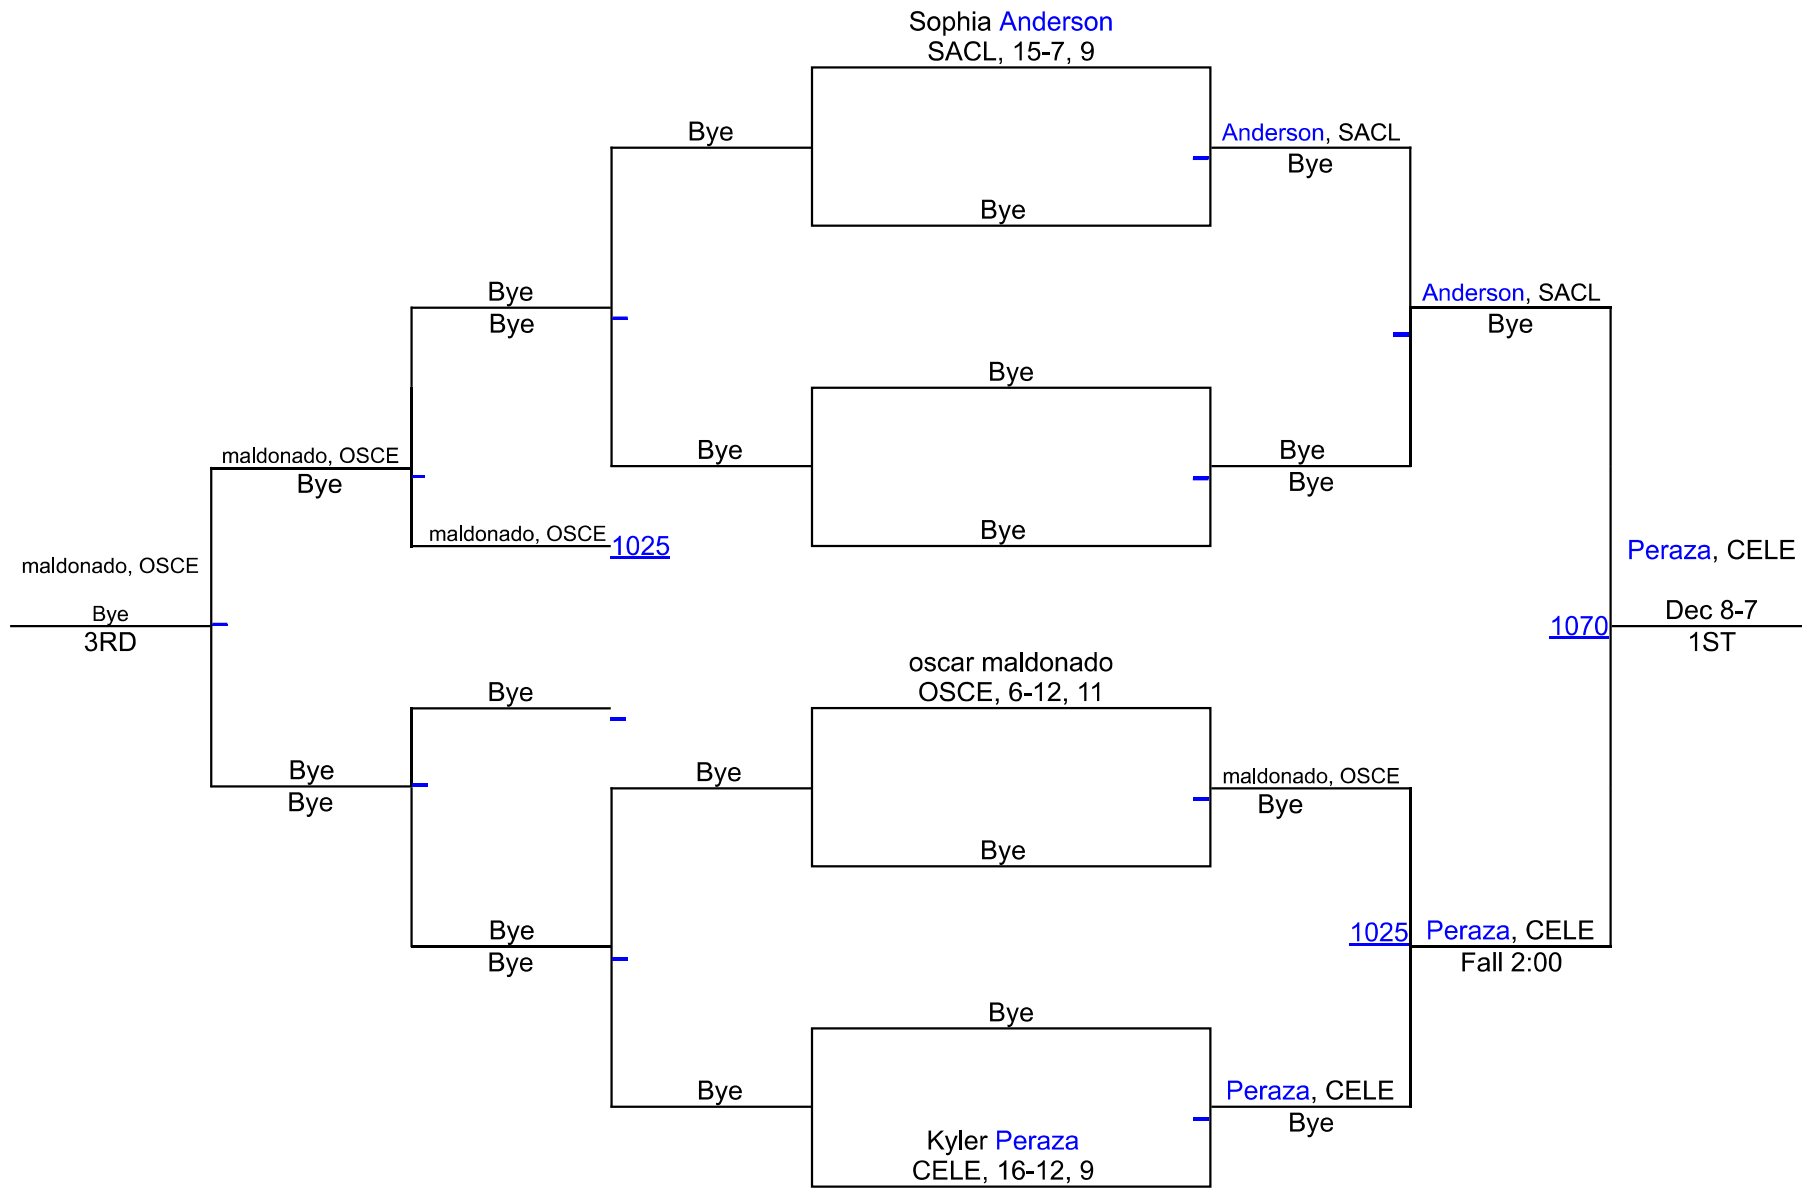 Sophia Anderson
SACL, 15-7, 9
Bye
Anderson, SACL
Bye
Bye
Bye
Bye
Anderson, SACL
Bye
Bye
Bye
Bye
Bye
maldonado, OSCE
Bye
Bye
maldonado, OSCE
1025
Peraza, CELE
maldonado, OSCE
Bye
3RD
1070
Dec 8-7
1ST
oscar maldonado
OSCE, 6-12, 11
Bye
Bye
Bye
Bye
maldonado, OSCE
Bye
Bye
Bye
Bye
1025
Peraza, CELE
Fall 2:00
Bye
Bye
Peraza, CELE
Bye
Kyler Peraza
CELE, 16-12, 9